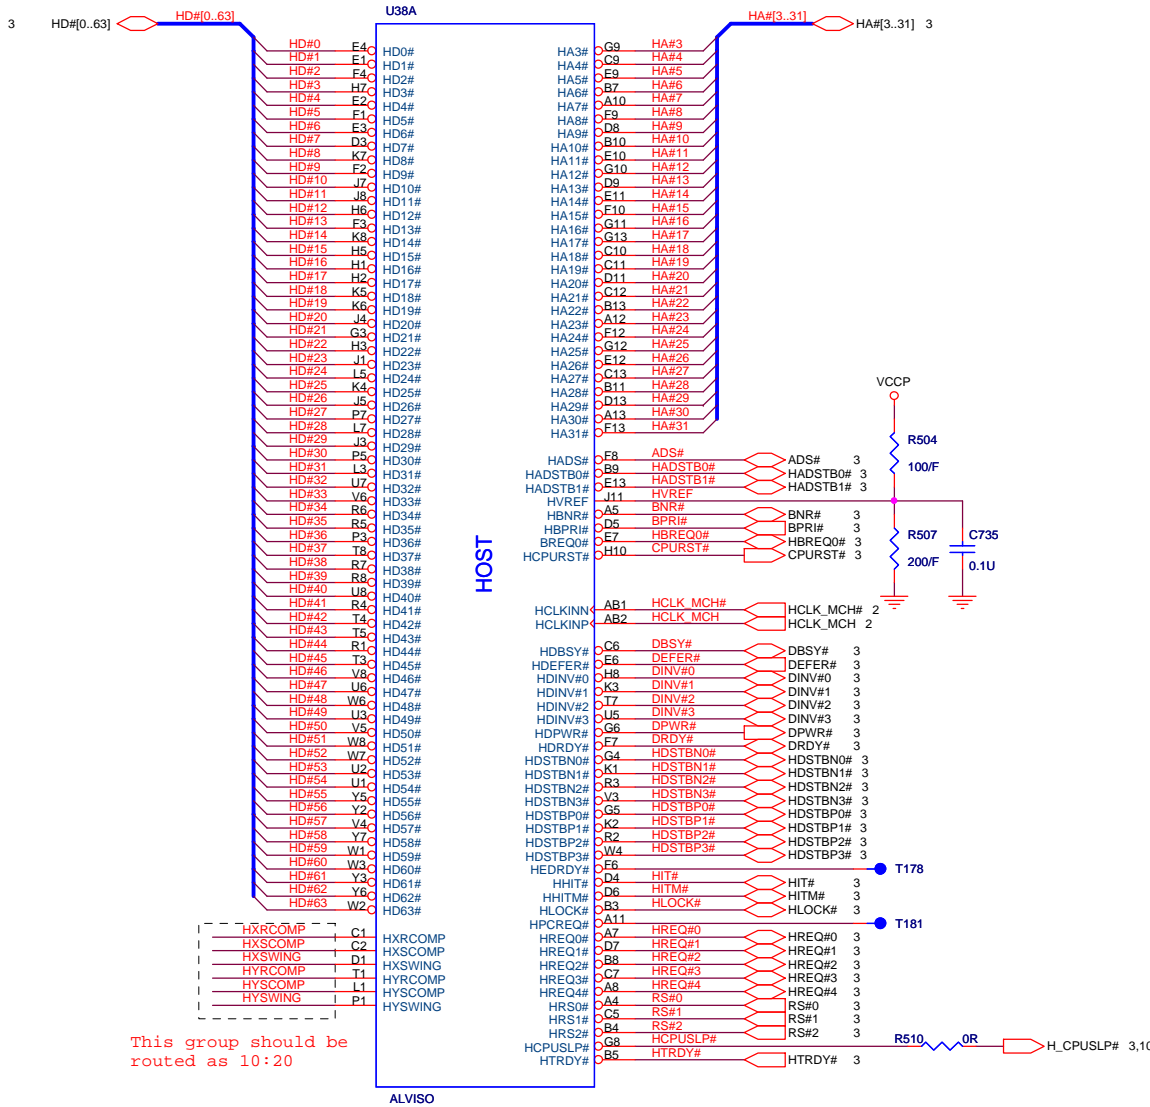 U38A
3 HD#[0..63] HD#[0..63] HA#[3..31] HA#[3..31] 3
HD#0 E4 HD0# HA3# G9 HA#3
HD#1 E1 HD1# HA4# C9 HA#4
HD#2 F4 HD2# HA5# E9 HA#5
HD#3 H7 HD3# HA6# B7 HA#6
HD#4 E2 HD4# HA7# A10 HA#7
HD#5 F1 HD5# HA8# F9 HA#8
HD#6 E3 HD6# HA9# D8 HA#9
HD#7 D3 HD7# HA10# B10 HA#10
HD#8 K7 HD8# HA11# E10 HA#11
HD#9 F2 HD9# HA12# G10 HA#12
HD#10 J7 HD10# HA13# D9 HA#13
HD#11 J8 HD11# HA14# E11 HA#14
HD#12 H6 HD12# HA15# F10 HA#15
HD#13 F3 HD13# HA16# G11 HA#16
HD#14 K8 HD14# HA17# G13 HA#17
HD#15 H5 HD15# HA18# C10 HA#18
HD#16 H1 HD16# HA19# C11 HA#19
HD#17 H2 HD17# HA20# D11 HA#20
HD#18 K5 HD18# HA21# C12 HA#21
HD#19 K6 HD19# HA22# B13 HA#22
HD#20 J4 HD20# HA23# A12 HA#23
HD#21 G3 HD21# HA24# F12 HA#24
HD#22 H3 HD22# HA25# G12 HA#25
HD#23 J1 HD23# HA26# E12 HA#26
HD#24 L5 HD24# HA27# C13 HA#27
HD#25 K4 HD25# HA28# B11 HA#28
HD#26 J5 HD26# HA29# D13 HA#29
HD#27 P7 HD27# HA30# A13 HA#30
HD#28 L7 HD28# HA31# F13 HA#31
HD#29 J3 HD29#
HD#30 P5 HD30# HADS# F8 ADS# ADS# 3
HD#31 L3 HD31# HADSTB0# B9 HADSTB0# HADSTB0# 3
HD#32 U7 HD32# HADSTB1# E13 HADSTB1# HADSTB1# 3
HD#33 V6 HD33# HVREF J11 HVREF
HD#34 R6 HD34# HBNR# A5 BNR# BNR# 3
HD#35 R5 HD35# HBPRI# D5 BPRI# BPRI# 3
HD#36 P3 HD36# BREQ0# E7 HBREQ0# HBREQ0# 3
HD#37 T8 HD37# HCPURST# H10 CPURST# CPURST# 3
HD#38 R7 HD38#
HD#39 R8 HD39#
HD#40 U8 HD40#
HD#41 R4 HD41# HCLKINN AB1 HCLK_MCH# HCLK_MCH# 2
HD#42 T4 HD42# HCLKINP AB2 HCLK_MCH HCLK_MCH 2
HD#43 T5 HD43#
HD#44 R1 HD44# HDBSY# C6 DBSY# DBSY# 3
HD#45 T3 HD45# HDEFER# E6 DEFER# DEFER# 3
HD#46 V8 HD46# HDINV#0 H8 DINV#0 DINV#0 3
HD#47 U6 HD47# HDINV#1 K3 DINV#1 DINV#1 3
HD#48 W6 HD48# HDINV#2 T7 DINV#2 DINV#2 3
HD#49 U3 HD49# HDINV#3 U5 DINV#3 DINV#3 3
HD#50 V5 HD50# HDPWR# G6 DPWR# DPWR# 3
HD#51 W8 HD51# HDRDY# F7 DRDY# DRDY# 3
HD#52 W7 HD52# HDSTBN0# G4 HDSTBN0# HDSTBN0# 3
HD#53 U2 HD53# HDSTBN1# K1 HDSTBN1# HDSTBN1# 3
HD#54 U1 HD54# HDSTBN2# R3 HDSTBN2# HDSTBN2# 3
HD#55 Y5 HD55# HDSTBN3# V3 HDSTBN3# HDSTBN3# 3
HD#56 Y2 HD56# HDSTBP0# G5 HDSTBP0# HDSTBP0# 3
HD#57 V4 HD57# HDSTBP1# K2 HDSTBP1# HDSTBP1# 3
HD#58 Y7 HD58# HDSTBP2# R2 HDSTBP2# HDSTBP2# 3
HD#59 W1 HD59# HDSTBP3# W4 HDSTBP3# HDSTBP3# 3
HD#60 W3 HD60# HEDRDY# F6 T178
HD#61 Y3 HD61# HHIT# D4 HIT# HIT# 3
HD#62 Y6 HD62# HHITM# D6 HITM# HITM# 3
HD#63 W2 HD63# HLOCK# B3 HLOCK# HLOCK# 3
HPCREQ# A11 T181
HXRCOMP C1 HXRCOMP HREQ0# A7 HREQ#0 HREQ#0 3
HXSCOMP C2 HXSCOMP HREQ1# D7 HREQ#1 HREQ#1 3
HXSWING D1 HXSWING HREQ2# B8 HREQ#2 HREQ#2 3
HYRCOMP T1 HYRCOMP HREQ3# C7 HREQ#3 HREQ#3 3
HYSCOMP L1 HYSCOMP HREQ4# A8 HREQ#4 HREQ#4 3
HYSWING P1 HYSWING HRS0# A4 RS#0 RS#0 3
HRS1# C5 RS#1 RS#1 3
HRS2# B4 RS#2 RS#2 3
HCPUSLP# G8 HCPUSLP# R510 0R H_CPUSLP# 3,10
HTRDY# B5 HTRDY# HTRDY# 3
HOST
VCCP
R504
100/F
R507
200/F
C735
0.1U
This group should be
routed as 10:20
ALVISO